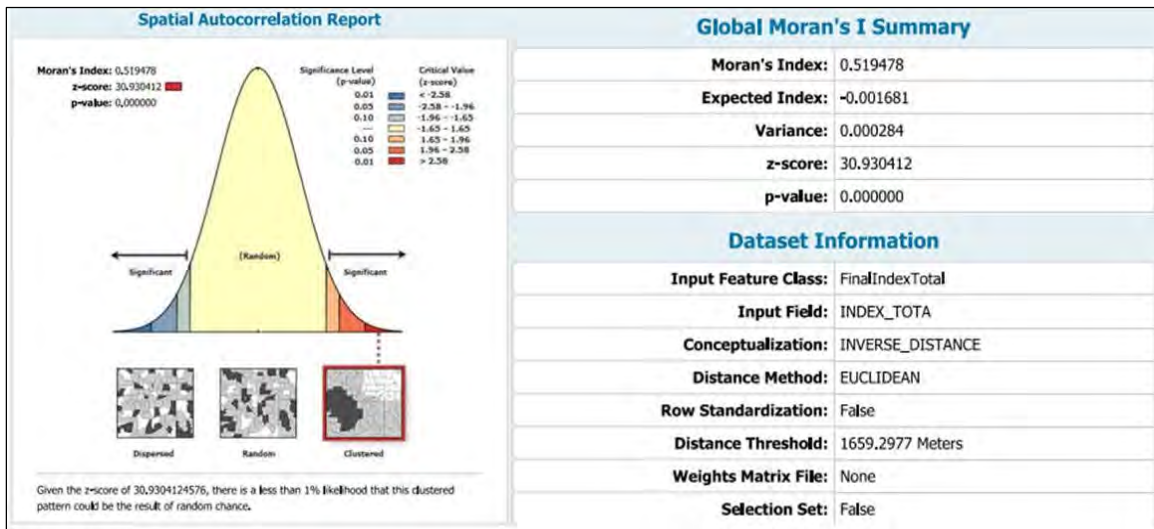 Spatial Autocorrelation Report
Moran's Index: 0.519478
z-score: 30.930412
p-value: 0.000000
Significance Level
(p-value)
Critical Value
(z-score)
0.01 < -2.58
0.05 -2.58 - -1.96
0.10 -1.96 - -1.65
— -1.65 - 1.65
0.10 1.65 - 1.96
0.05 1.96 - 2.58
0.01 > 2.58
(Random)
Significant
Significant
Dispersed
Random
Clustered
Given the z-score of 30.9304124576, there is a less than 1% likelihood that this clustered
pattern could be the result of random chance.
Global Moran's I Summary
Moran's Index: 0.519478
Expected Index: -0.001681
Variance: 0.000284
z-score: 30.930412
p-value: 0.000000
Dataset Information
Input Feature Class: FinalIndexTotal
Input Field: INDEX_TOTA
Conceptualization: INVERSE_DISTANCE
Distance Method: EUCLIDEAN
Row Standardization: False
Distance Threshold: 1659.2977 Meters
Weights Matrix File: None
Selection Set: False